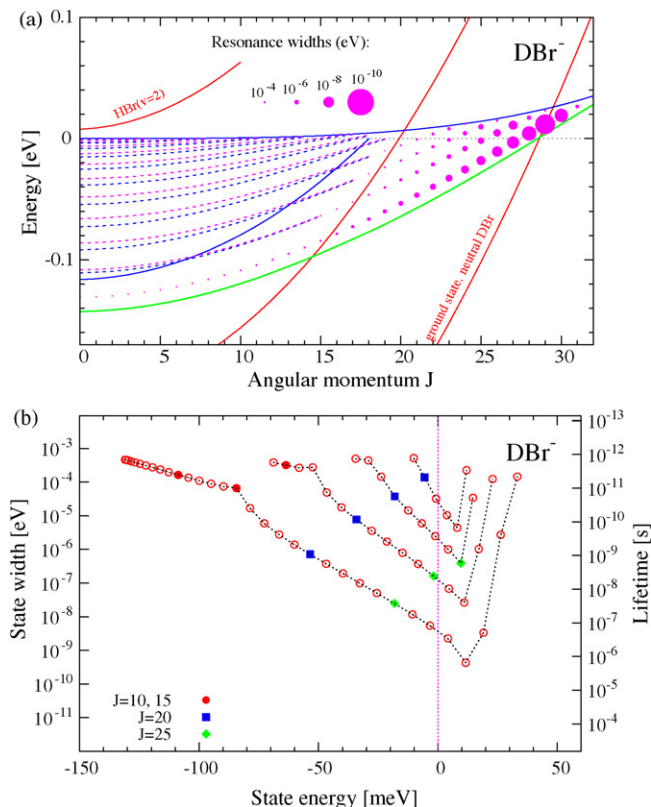 (a)
0.1
0
-0.1
Energy [eV]
Resonance widths (eV):
10⁻⁴ 10⁻⁶ 10⁻⁸ 10⁻¹⁰
DBr⁻
HBr(v=2)
ground state, neutral DBr
0 5 10 15 20 25 30
Angular momentum J
(b)
10⁻³
10⁻⁴
10⁻⁵
10⁻⁶
10⁻⁷
10⁻⁸
10⁻⁹
10⁻¹⁰
10⁻¹¹
State width [eV]
DBr⁻
J=10, 15
J=20
J=25
10⁻¹³
10⁻¹²
10⁻¹¹
10⁻¹⁰
10⁻⁹
10⁻⁸
10⁻⁷
10⁻⁶
10⁻⁵
10⁻⁴
Lifetime [s]
-150 -100 -50 0 50
State energy [meV]